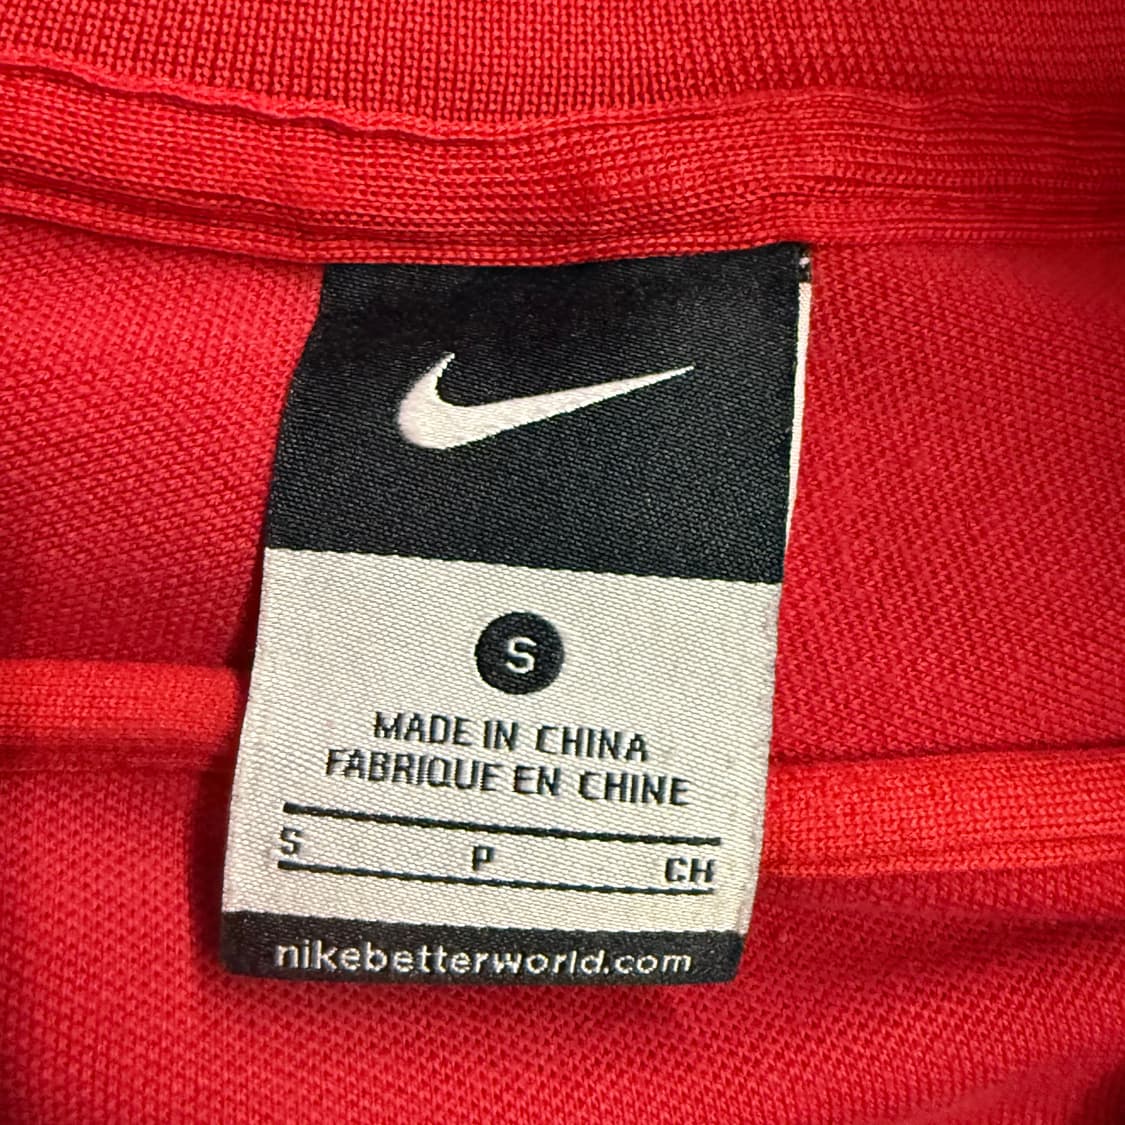 S
MADE IN CHINA
FABRIQUE EN CHINE
S P CH
nikebetterworld.com